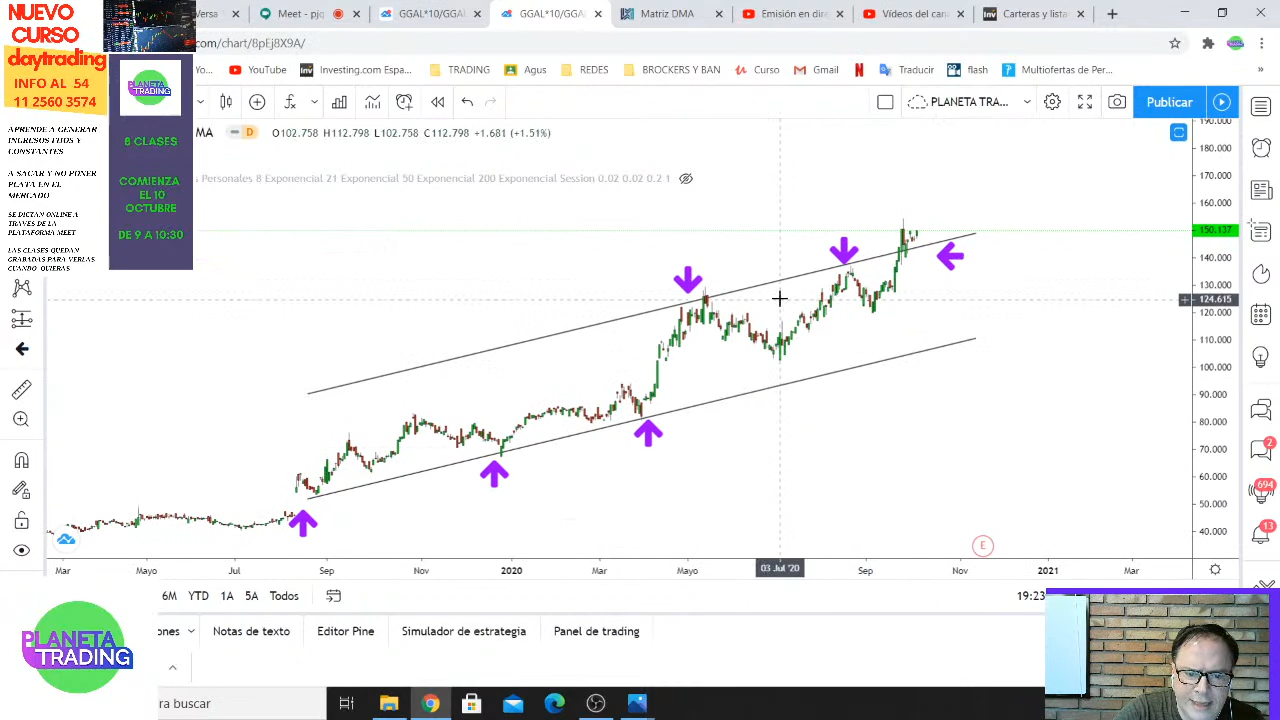 NUEVO
CURSO
daytrading
INFO AL 54
11 2560 3574
APRENDE A GENERAR
INGRESOS FIJOS Y
CONSTANTES
A SACAR Y NO PONER
PLATA EN EL
MERCADO
SE DICTAN ONLINE A
TRAVES DE LA
PLATAFORMA MEET
LAS CLASES QUEDAN
GRABADAS PARA VERLAS
CUANDO QUIERAS
PLANETA
TRADING
8 CLASES
COMIENZA
EL 10
OCTUBRE
DE 9 A 10:30
versa
Meet - pjq
GGAL*10/GGA
GGAL
Matriz DMA
Emisión en
Vídeos del cana
Inv Carteras y lista
com/chart/8pEj8X9A/
Yo...
YouTube
Inv Investing.com Espa...
TRADING
Agus
REDES
BROCKERS Y BAN
Curso
Gmail
Traducir
flash
Multiofertas de Per...
PLANETA TRA...
Publicar
MA
D
O102.758 H112.798 L102.758 C112.798 +1.681 (+1.51%)
s Personales 8 Exponencial 21 Exponencial 50 Exponencial 200 Exponencial Session 0.02 0.02 0.2 1
190.000
180.000
170.000
160.000
150.137
140.000
130.000
124.615
120.000
110.000
100.000
90.000
80.000
70.000
60.000
50.000
40.000
2
694
13
E
Mar
Mayo
Jul
Sep
Nov
2020
Mar
Mayo
03 Jul '20
Sep
Nov
2021
Mar
6M
YTD
1A
5A
Todos
19:23
ones
Notas de texto
Editor Pine
Simulador de estrategia
Panel de trading
PLANETA
TRADING
ra buscar